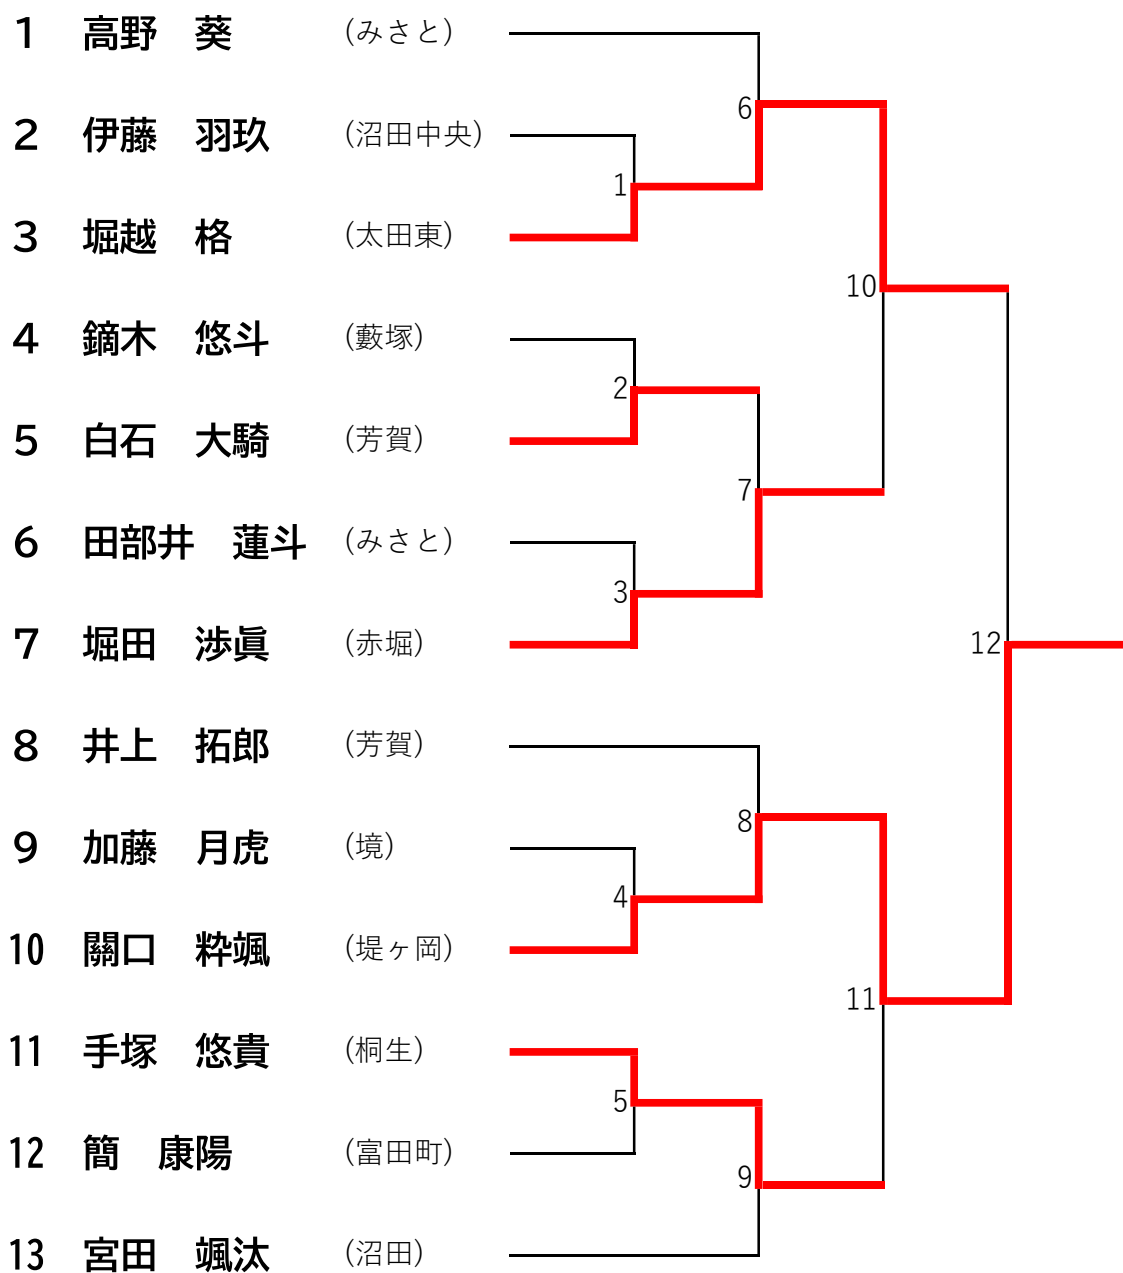 1 高野　葵 （みさと）
2 伊藤　羽玖 （沼田中央）
3 堀越　格 （太田東）
4 鏑木　悠斗 （藪塚）
5 白石　大騎 （芳賀）
6 田部井　蓮斗 （みさと）
7 堀田　渉眞 （赤堀）
8 井上　拓郎 （芳賀）
9 加藤　月虎 （境）
10 關口　粋颯 （堤ヶ岡）
11 手塚　悠貴 （桐生）
12 簡　康陽 （富田町）
13 宮田　颯汰 （沼田）
6
1
10
2
7
3
12
8
4
11
5
9